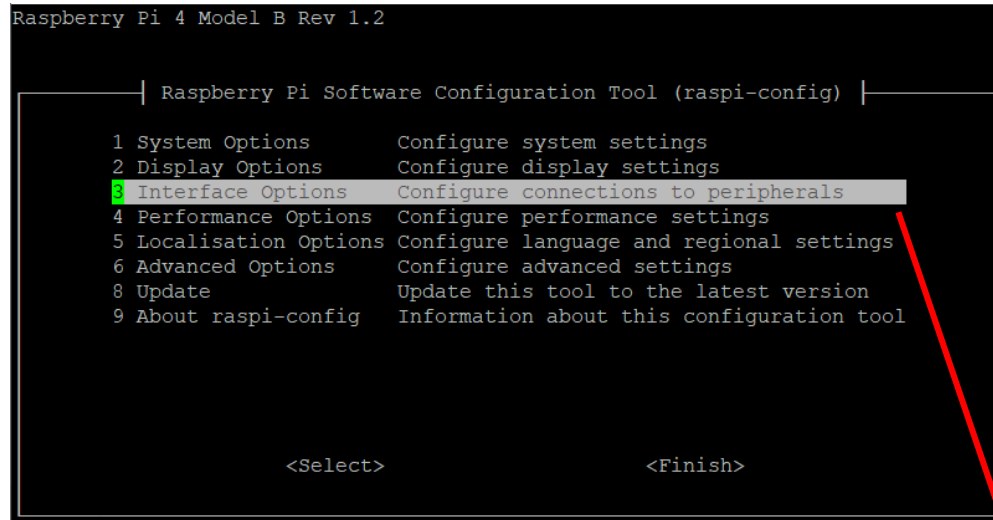 Raspberry Pi 4 Model B Rev 1.2
Raspberry Pi Software Configuration Tool (raspi-config)
1 System Options Configure system settings
2 Display Options Configure display settings
3 Interface Options Configure connections to peripherals
4 Performance Options Configure performance settings
5 Localisation Options Configure language and regional settings
6 Advanced Options Configure advanced settings
8 Update Update this tool to the latest version
9 About raspi-config Information about this configuration tool
<Select> <Finish>